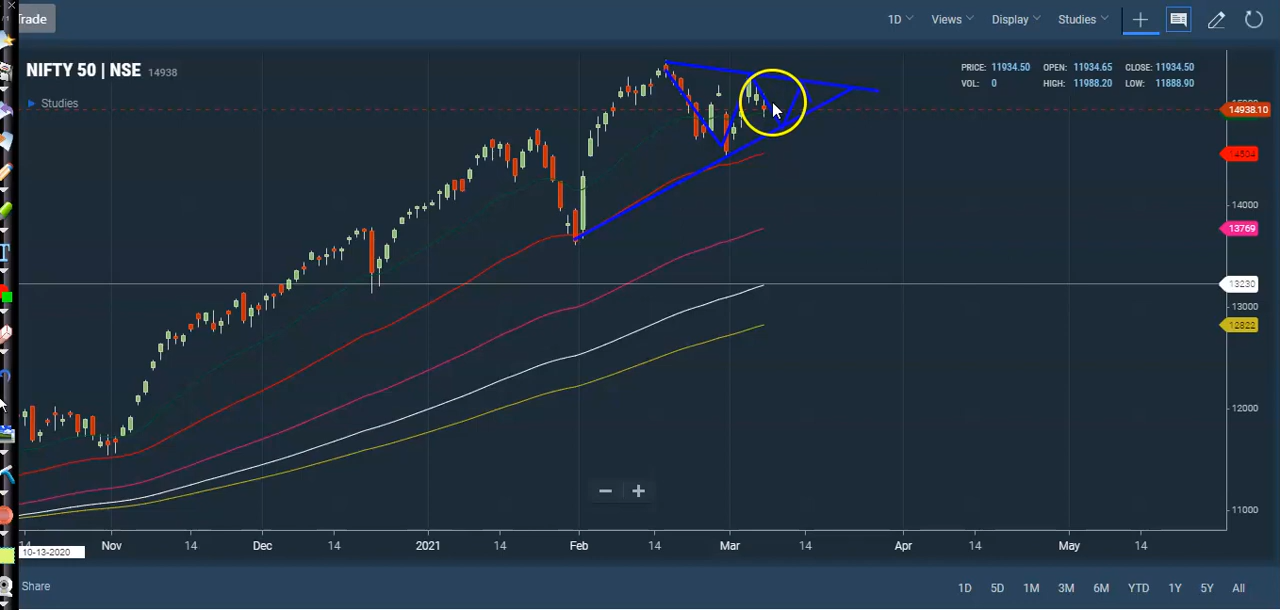 Trade
1D Views Display Studies
NIFTY 50 | NSE 14938
PRICE: 11934.50 OPEN: 11934.65 CLOSE: 11934.50
VOL: 0 HIGH: 11988.20 LOW: 11888.90
Studies
14938.10
14504
14000
13769
13230
13000
12822
12000
11000
Nov 14 Dec 14 2021 14 Feb 14 Mar 14 Apr 14 May 14
10-13-2020
Share
1D 5D 1M 3M 6M YTD 1Y 5Y All